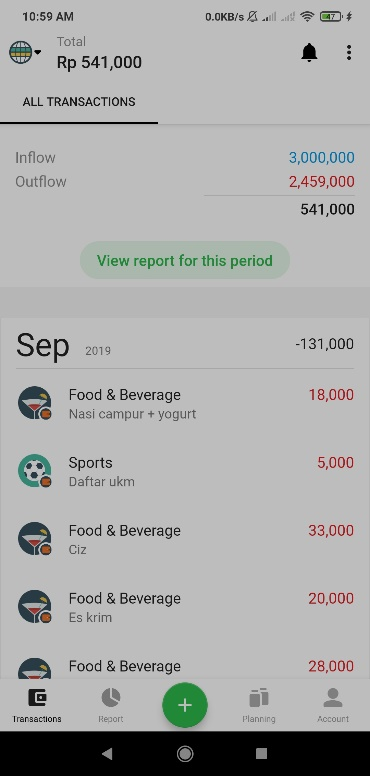 10:59 AM 0.0KB/s 47
Total
Rp 541,000
ALL TRANSACTIONS
Inflow 3,000,000
Outflow 2,459,000
541,000
View report for this period
Sep 2019 -131,000
Food & Beverage 18,000
Nasi campur + yogurt
Sports 5,000
Daftar ukm
Food & Beverage 33,000
Ciz
Food & Beverage 20,000
Es krim
Food & Beverage 28,000
Transactions Report Planning Account